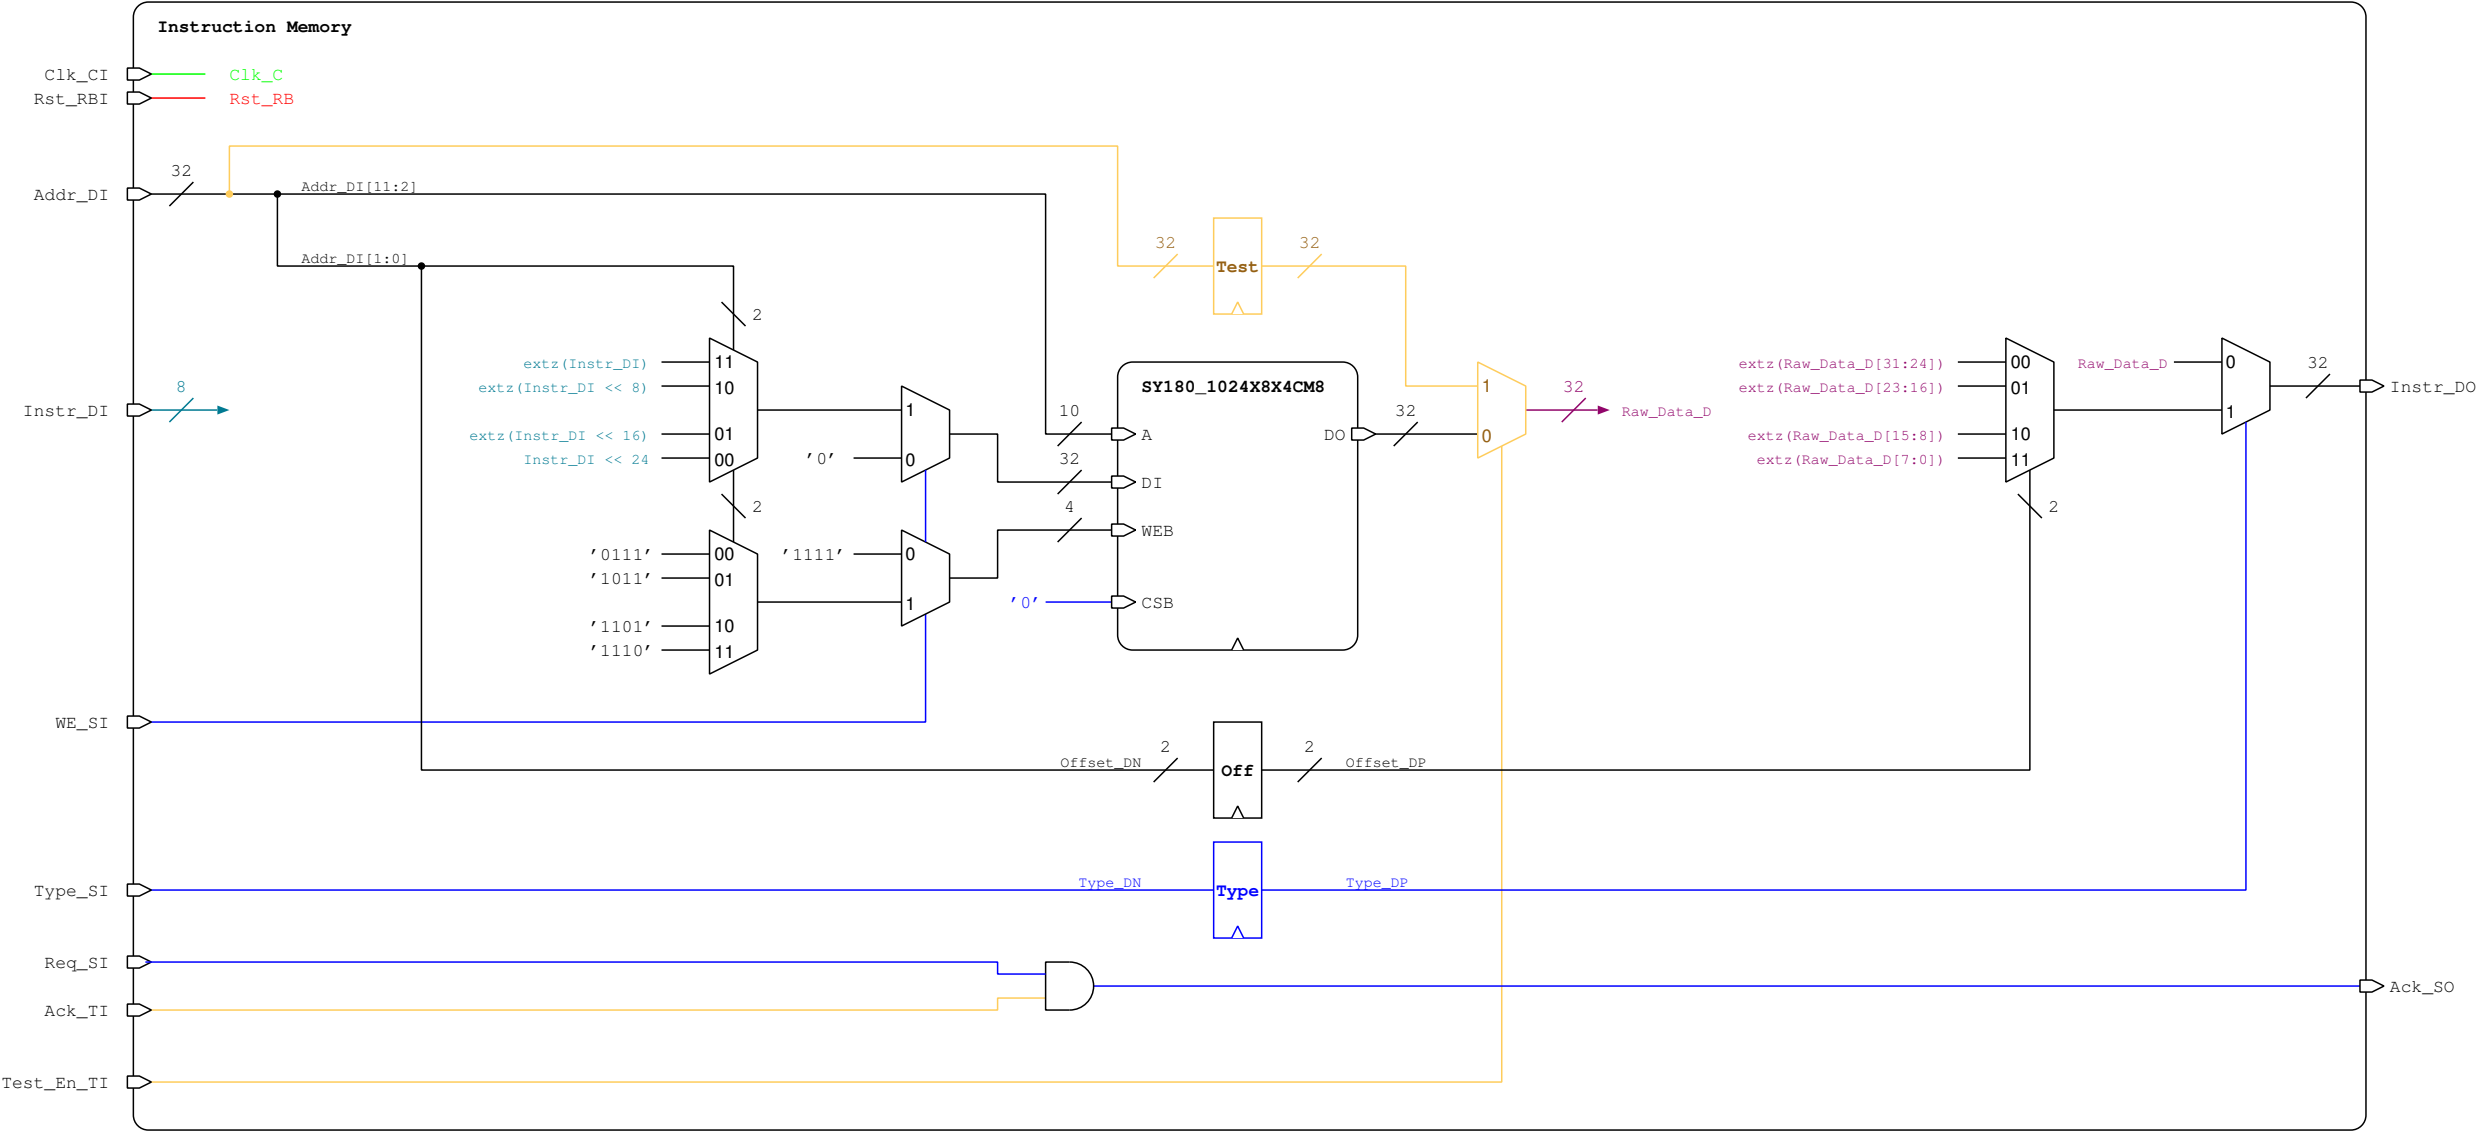 Instruction Memory
Clk_CI
Clk_C
Rst_RBI
Rst_RB
32
Addr_DI
Addr_DI[11:2]
Addr_DI[1:0]
32
Test
32
2
extz(Instr_DI)
11
extz(Instr_DI << 8)
10
extz(Instr_DI << 16)
01
Instr_DI << 24
00
8
Instr_DI
1
'0'
0
2
'0111'
00
'1011'
01
'1101'
10
'1110'
11
'1111'
0
1
SY180_1024X8X4CM8
10
A
32
DI
4
WEB
'0'
CSB
DO
32
1
0
32
Raw_Data_D
extz(Raw_Data_D[31:24])
00
extz(Raw_Data_D[23:16])
01
extz(Raw_Data_D[15:8])
10
extz(Raw_Data_D[7:0])
11
2
Raw_Data_D
0
1
32
Instr_DO
WE_SI
Offset_DN
2
Off
2
Offset_DP
Type_SI
Type_DN
Type
Type_DP
Req_SI
Ack_TI
Ack_SO
Test_En_TI